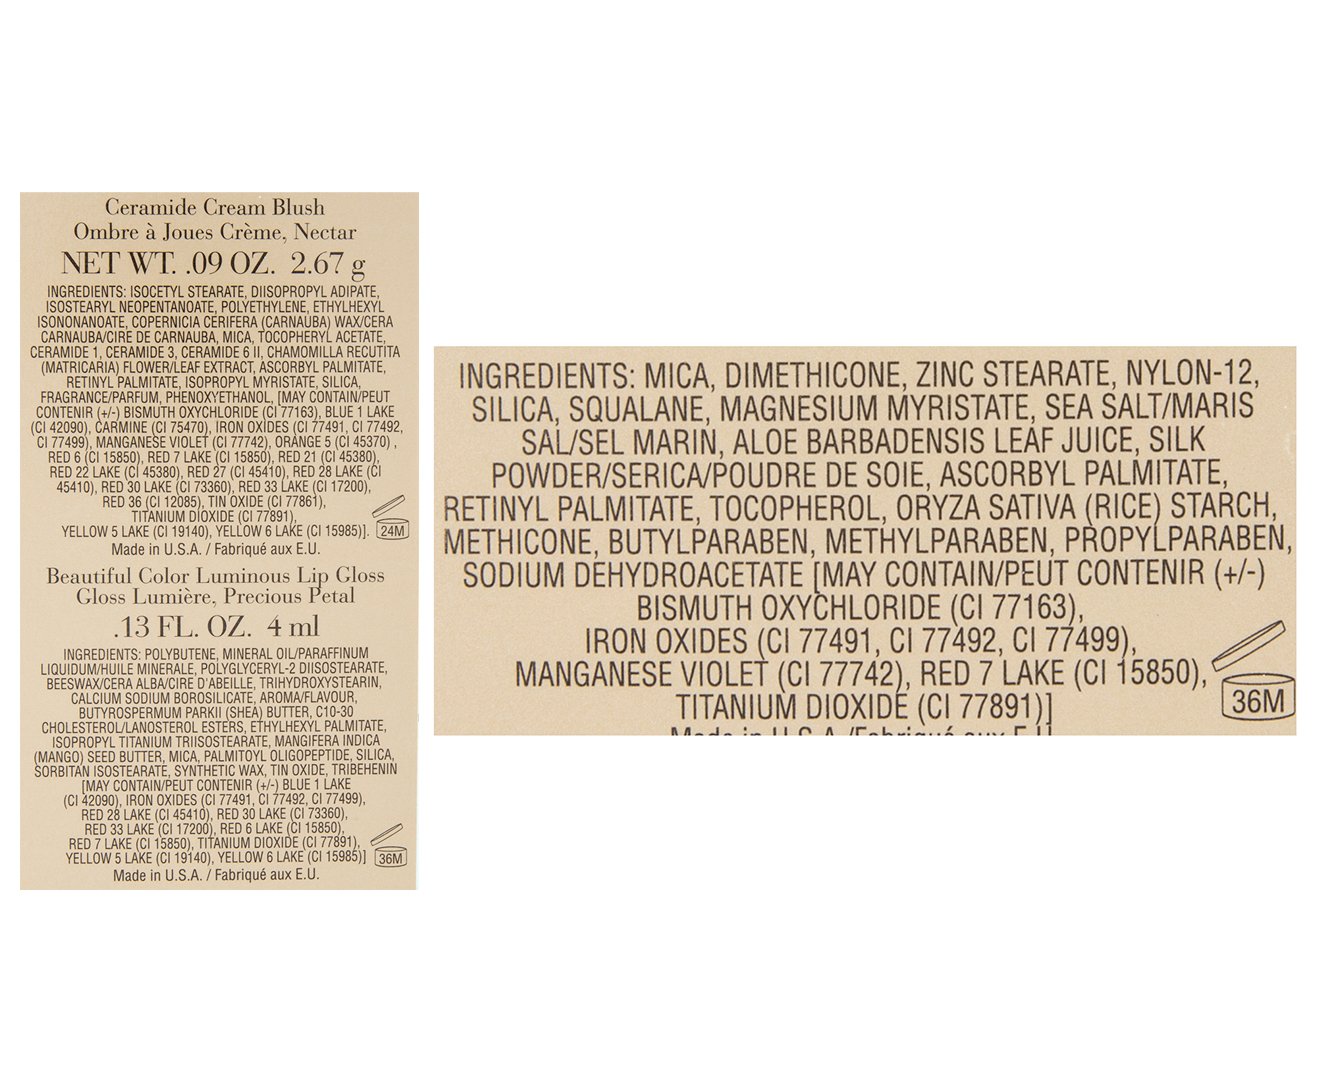 Ceramide Cream Blush
Ombre à Joues Crème, Nectar
NET WT. .09 OZ. 2.67 g
INGREDIENTS: ISOCETYL STEARATE, DIISOPROPYL ADIPATE,
ISOSTEARYL NEOPENTANOATE, POLYETHYLENE, ETHYLHEXYL
ISONONANOATE, COPERNICIA CERIFERA (CARNAUBA) WAX/CERA
CARNAUBA/CIRE DE CARNAUBA, MICA, TOCOPHERYL ACETATE,
CERAMIDE 1, CERAMIDE 3, CERAMIDE 6 II, CHAMOMILLA RECUTITA
(MATRICARIA) FLOWER/LEAF EXTRACT, ASCORBYL PALMITATE,
RETINYL PALMITATE, ISOPROPYL MYRISTATE, SILICA,
FRAGRANCE/PARFUM, PHENOXYETHANOL, [MAY CONTAIN/PEUT
CONTENIR (+/-) BISMUTH OXYCHLORIDE (CI 77163), BLUE 1 LAKE
(CI 42090), CARMINE (CI 75470), IRON OXIDES (CI 77491, CI 77492,
CI 77499), MANGANESE VIOLET (CI 77742), ORANGE 5 (CI 45370) ,
RED 6 (CI 15850), RED 7 LAKE (CI 15850), RED 21 (CI 45380),
RED 22 LAKE (CI 45380), RED 27 (CI 45410), RED 28 LAKE (CI
45410), RED 30 LAKE (CI 73360), RED 33 LAKE (CI 17200),
RED 36 (CI 12085), TIN OXIDE (CI 77861),
TITANIUM DIOXIDE (CI 77891),
YELLOW 5 LAKE (CI 19140), YELLOW 6 LAKE (CI 15985)].
24M
Made in U.S.A. / Fabriqué aux E.U.
Beautiful Color Luminous Lip Gloss
Gloss Lumière, Precious Petal
.13 FL. OZ. 4 ml
INGREDIENTS: POLYBUTENE, MINERAL OIL/PARAFFINUM
LIQUIDUM/HUILE MINERALE, POLYGLYCERYL-2 DIISOSTEARATE,
BEESWAX/CERA ALBA/CIRE D'ABEILLE, TRIHYDROXYSTEARIN,
CALCIUM SODIUM BOROSILICATE, AROMA/FLAVOUR,
BUTYROSPERMUM PARKII (SHEA) BUTTER, C10-30
CHOLESTEROL/LANOSTEROL ESTERS, ETHYLHEXYL PALMITATE,
ISOPROPYL TITANIUM TRIISOSTEARATE, MANGIFERA INDICA
(MANGO) SEED BUTTER, MICA, PALMITOYL OLIGOPEPTIDE, SILICA,
SORBITAN ISOSTEARATE, SYNTHETIC WAX, TIN OXIDE, TRIBEHENIN
[MAY CONTAIN/PEUT CONTENIR (+/-) BLUE 1 LAKE
(CI 42090), IRON OXIDES (CI 77491, CI 77492, CI 77499),
RED 28 LAKE (CI 45410), RED 30 LAKE (CI 73360),
RED 33 LAKE (CI 17200), RED 6 LAKE (CI 15850),
RED 7 LAKE (CI 15850), TITANIUM DIOXIDE (CI 77891),
YELLOW 5 LAKE (CI 19140), YELLOW 6 LAKE (CI 15985)]
36M
Made in U.S.A. / Fabriqué aux E.U.
INGREDIENTS: MICA, DIMETHICONE, ZINC STEARATE, NYLON-12,
SILICA, SQUALANE, MAGNESIUM MYRISTATE, SEA SALT/MARIS
SAL/SEL MARIN, ALOE BARBADENSIS LEAF JUICE, SILK
POWDER/SERICA/POUDRE DE SOIE, ASCORBYL PALMITATE,
RETINYL PALMITATE, TOCOPHEROL, ORYZA SATIVA (RICE) STARCH,
METHICONE, BUTYLPARABEN, METHYLPARABEN, PROPYLPARABEN,
SODIUM DEHYDROACETATE [MAY CONTAIN/PEUT CONTENIR (+/-)
BISMUTH OXYCHLORIDE (CI 77163),
IRON OXIDES (CI 77491, CI 77492, CI 77499),
MANGANESE VIOLET (CI 77742), RED 7 LAKE (CI 15850),
TITANIUM DIOXIDE (CI 77891)]
36M
Made in U.S.A. /Fabriqué aux E.U.